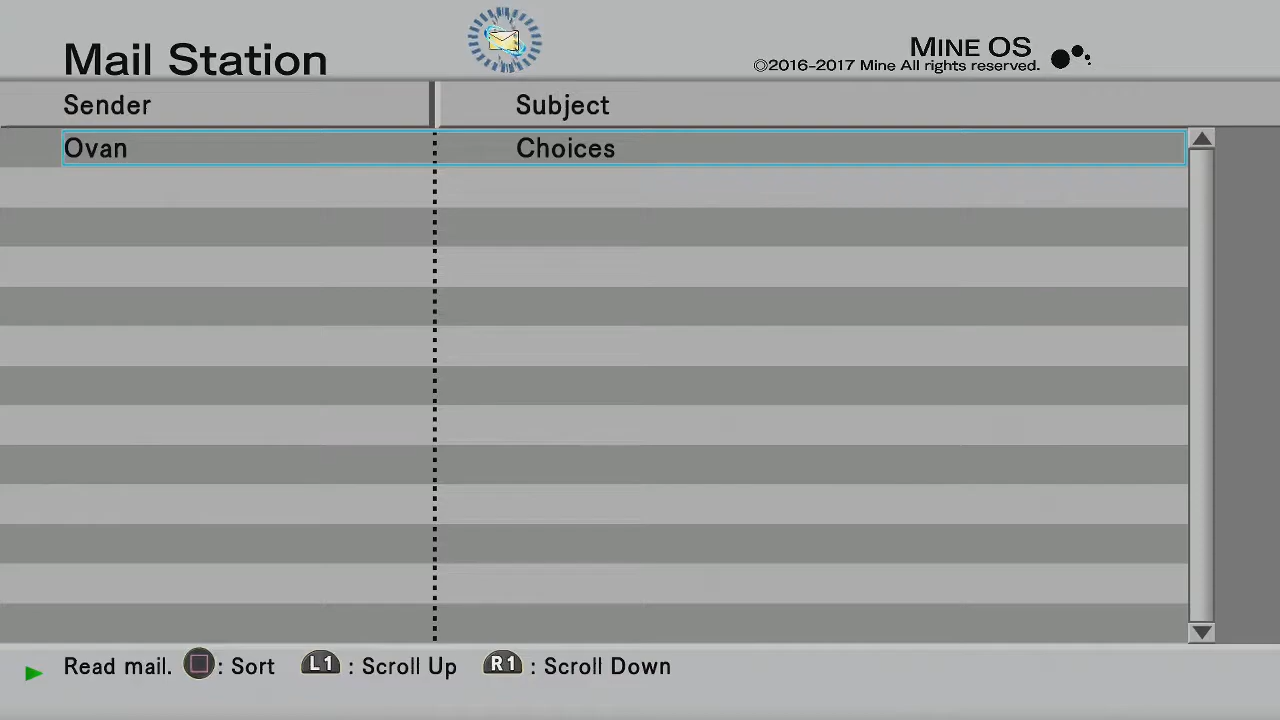 Mail Station
MINE OS
©2016-2017 Mine All rights reserved.
Sender Subject
Ovan Choices
Read mail. : Sort L1 : Scroll Up R1 : Scroll Down